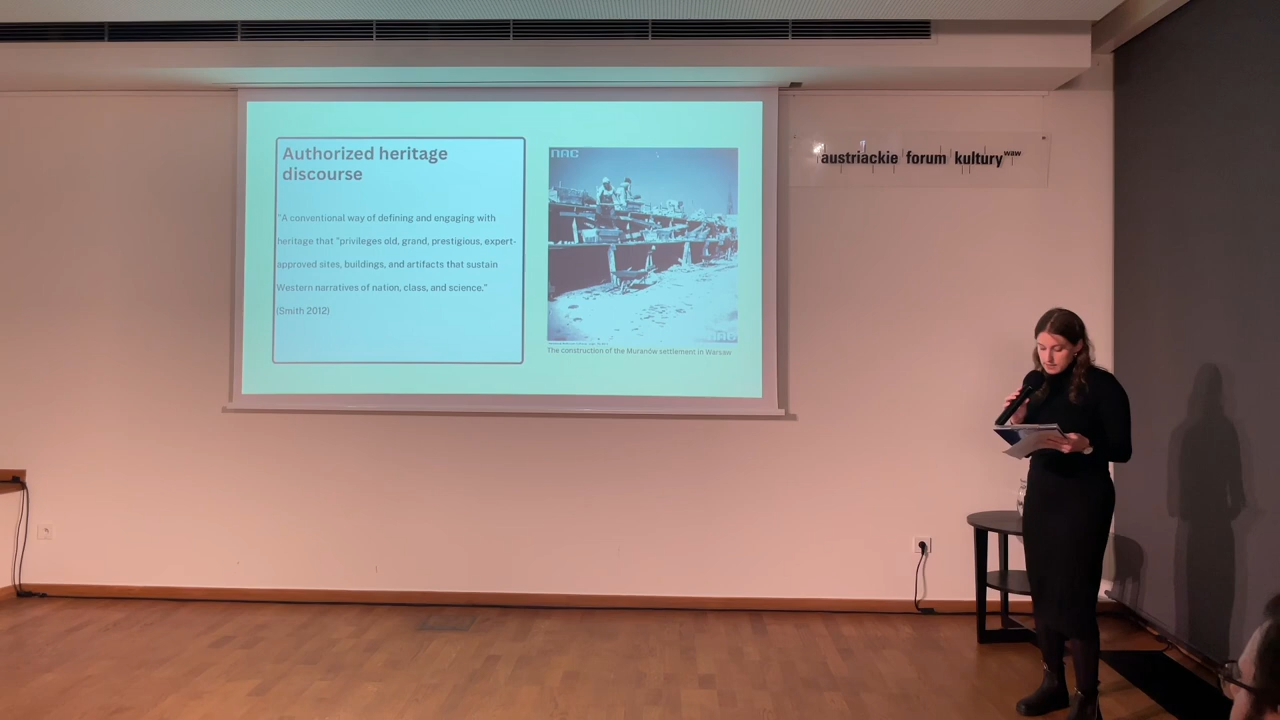 Authorized heritage
discourse
"A conventional way of defining and engaging with
heritage that "privileges old, grand, prestigious, expert-
approved sites, buildings, and artifacts that sustain
Western narratives of nation, class, and science."
(Smith 2012)
NAC
NAC
The construction of the Muranów settlement in Warsaw
austriackie forum kultury waw